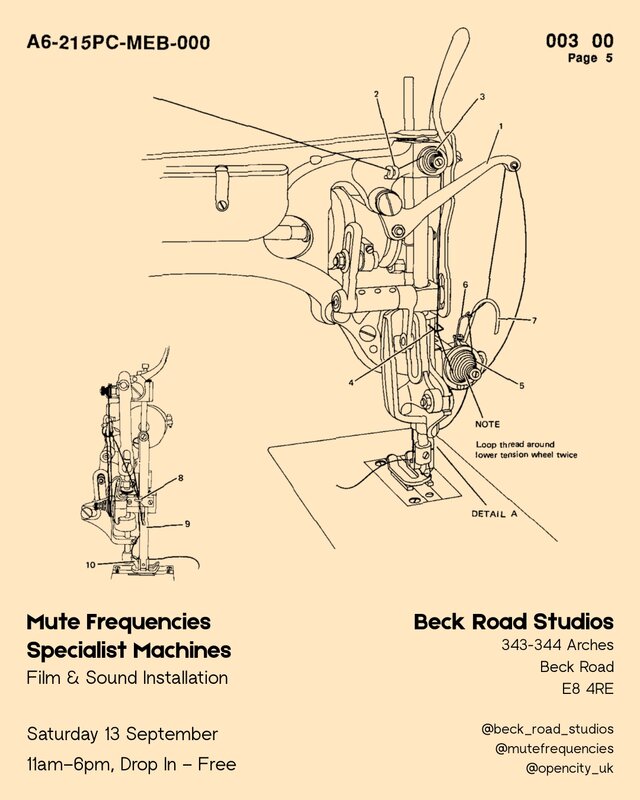 A6-215PC-MEB-000
003 00
Page 5
2
3
1
6
7
4
5
NOTE
Loop thread around
lower tension wheel twice
DETAIL A
8
9
10
Mute Frequencies
Specialist Machines
Film & Sound Installation
Saturday 13 September
11am–6pm, Drop In – Free
Beck Road Studios
343-344 Arches
Beck Road
E8 4RE
@beck_road_studios
@mutefrequencies
@opencity_uk